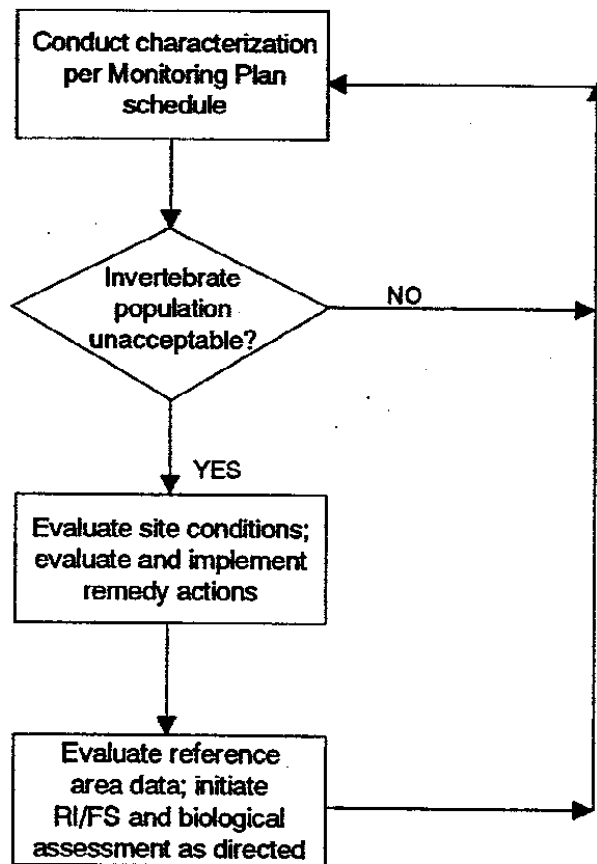 Conduct characterization
per Monitoring Plan
schedule
Invertebrate
population
unacceptable?
NO
YES
Evaluate site conditions;
evaluate and implement
remedy actions
Evaluate reference
area data; initiate
RI/FS and biological
assessment as directed